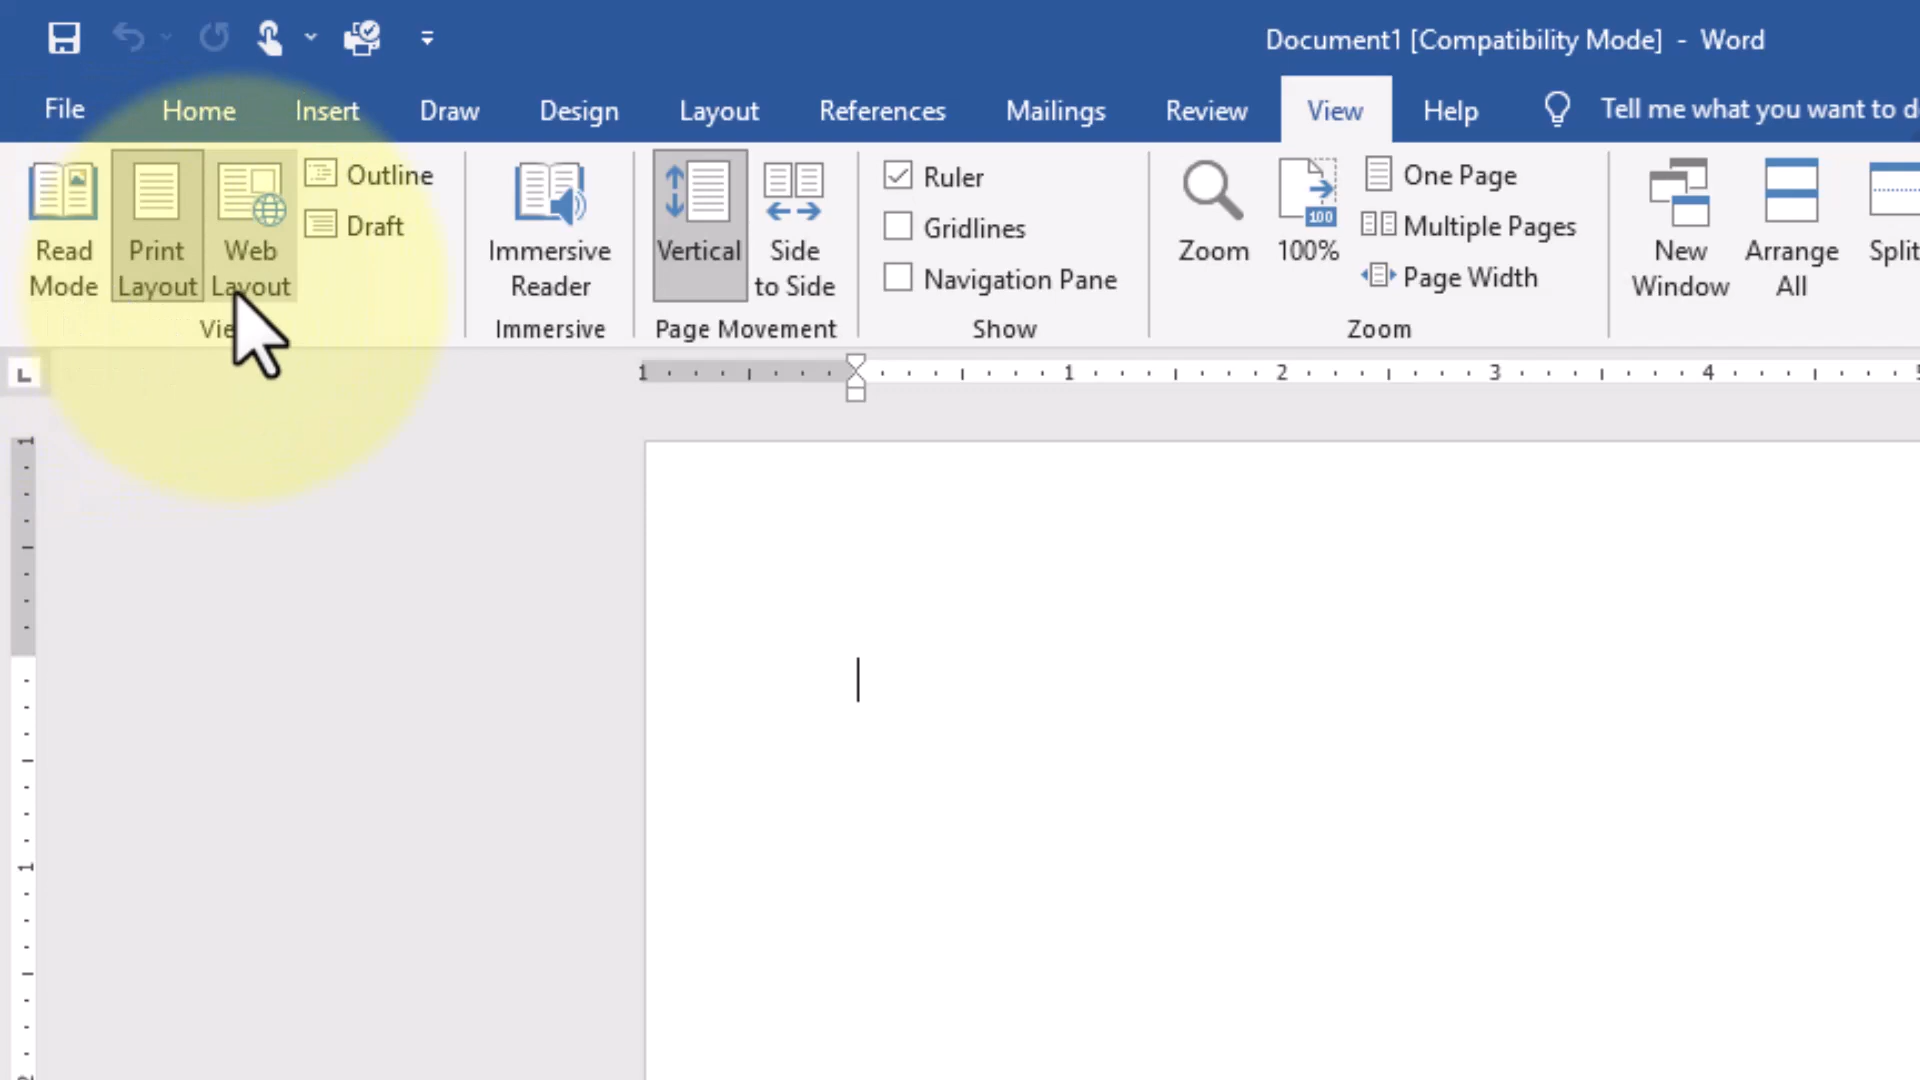 Document1 [Compatibility Mode] - Word
File Home Insert Draw Design Layout References Mailings Review View Help Tell me what you want to d
Read Mode
Print Layout
Web Layout
Outline
Draft
Immersive Reader
Immersive
Vertical
Side to Side
Page Movement
Ruler
Gridlines
Navigation Pane
Show
Zoom
100
100%
One Page
Multiple Pages
Page Width
Zoom
New Window
Arrange All
Split
1 1 2 3 4
1
1